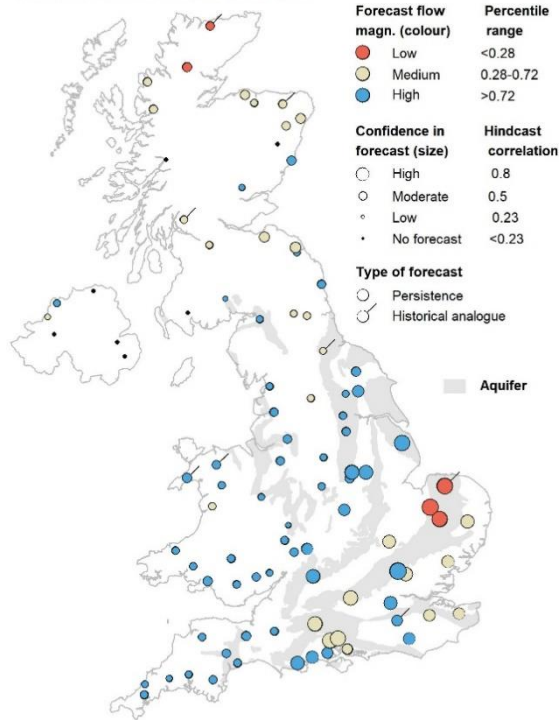 Forecast flow Percentile
magn. (colour) range
Low <0.28
Medium 0.28-0.72
High >0.72
Confidence in Hindcast
forecast (size) correlation
High 0.8
Moderate 0.5
Low 0.23
No forecast <0.23
Type of forecast
Persistence
Historical analogue
Aquifer